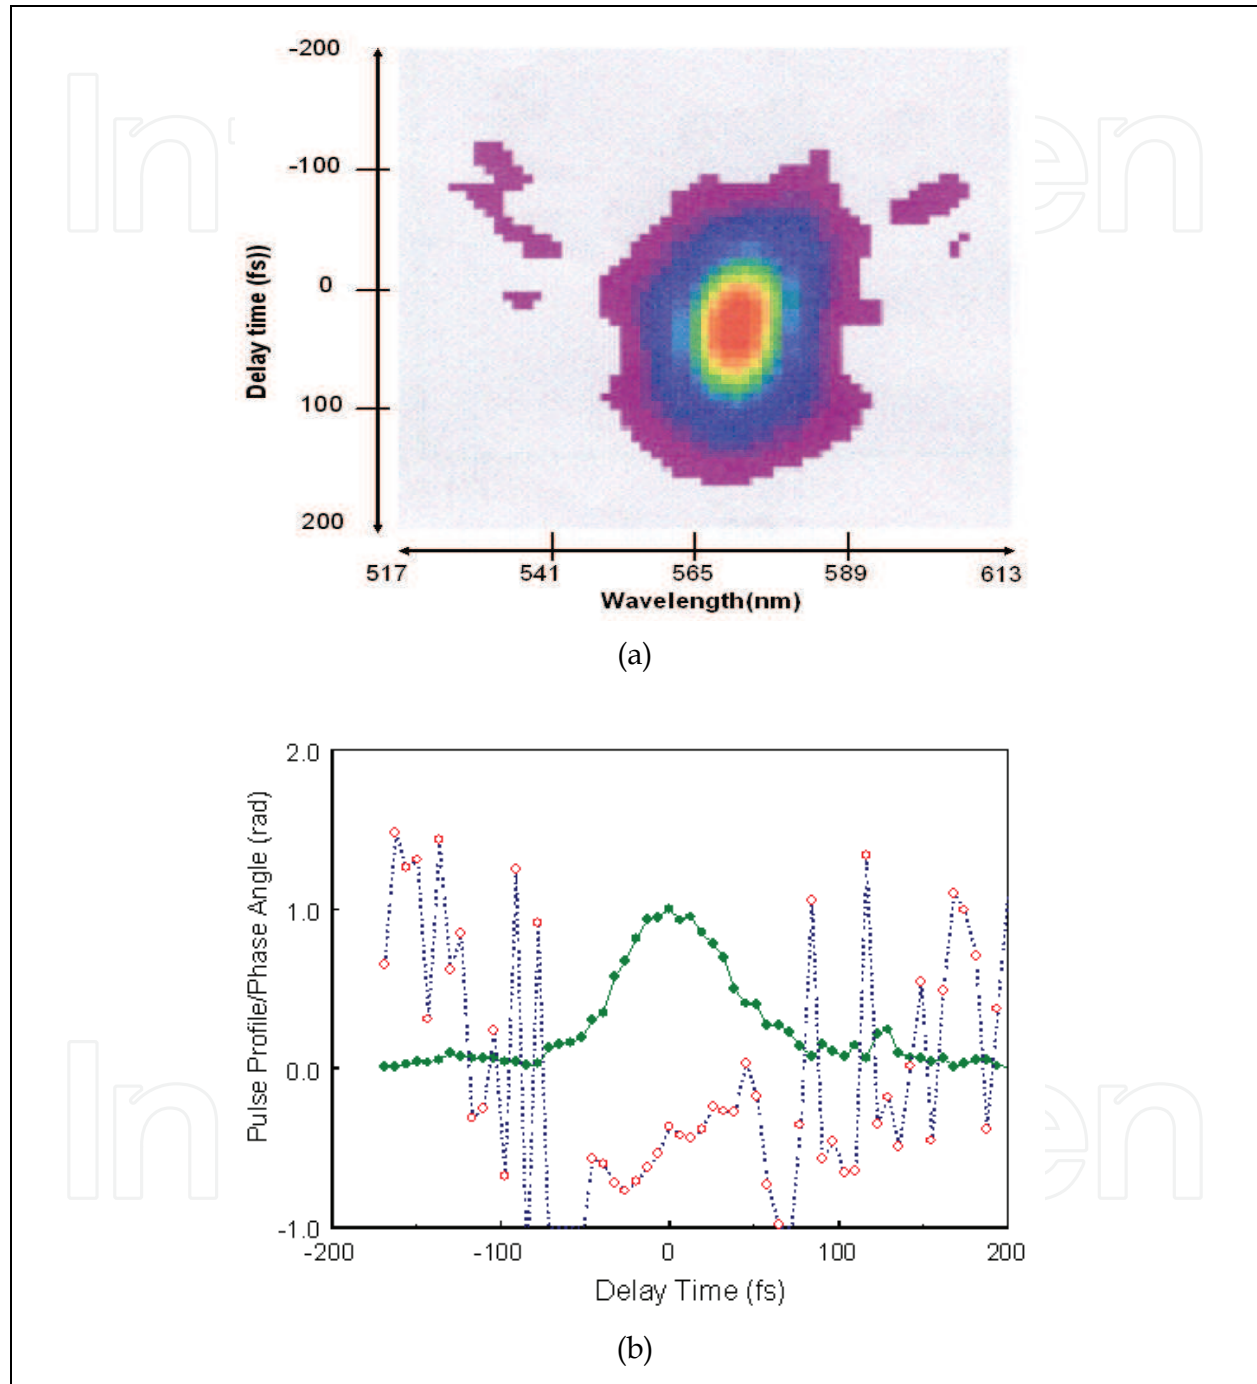 -200
-100
0
100
200
Delay time (fs))
517 541 565 589 613
Wavelength(nm)
(a)
2.0
1.0
0.0
-1.0
Pulse Profile/Phase Angle (rad)
-200 -100 0 100 200
Delay Time (fs)
(b)